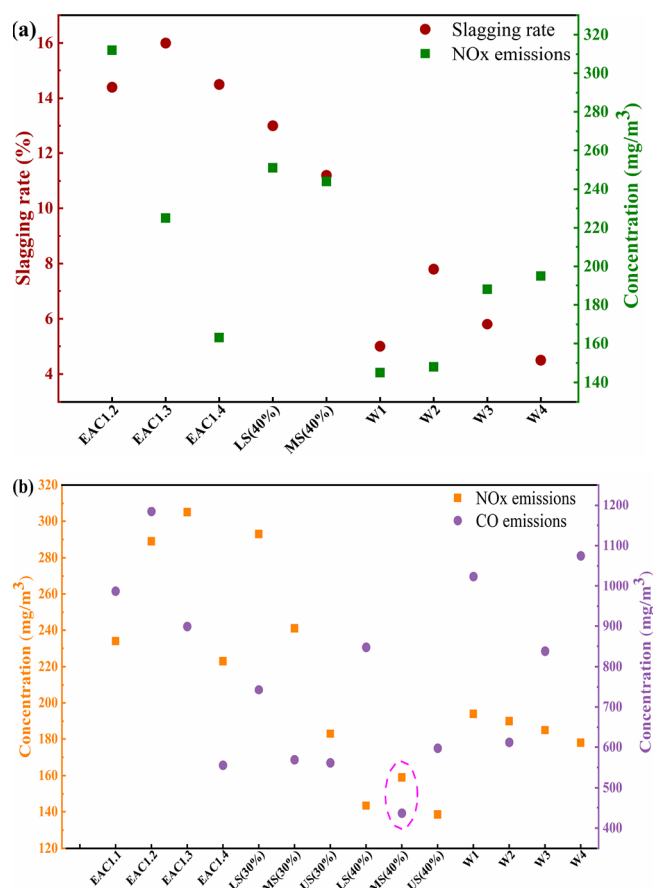 (a)
Slagging rate
NOx emissions
Slagging rate (%)
16
14
12
10
8
6
4
Concentration (mg/m³)
320
300
280
260
240
220
200
180
160
140
EAC1.2
EAC1.3
EAC1.4
LS(40%)
MS(40%)
W1
W2
W3
W4
(b)
NOx emissions
CO emissions
Concentration (mg/m³)
320
300
280
260
240
220
200
180
160
140
120
Concentration (mg/m³)
1200
1100
1000
900
800
700
600
500
400
EAC1.1
EAC1.2
EAC1.3
EAC1.4
LS(30%)
MS(30%)
US(30%)
LS(40%)
MS(40%)
US(40%)
W1
W2
W3
W4